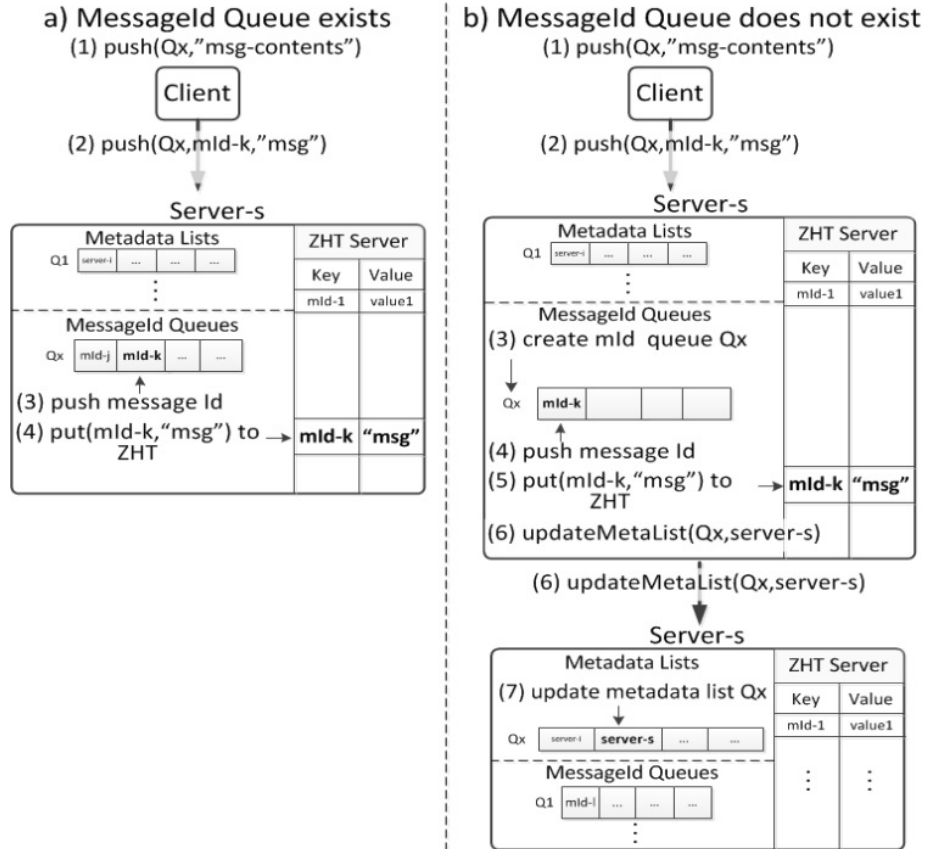 a) MessageId Queue exists
(1) push(Qx,"msg-contents")
Client
(2) push(Qx,mId-k,"msg")
Server-s
Metadata Lists
ZHT Server
Q1 server-i ... ... ...
Key Value
⋮
mId-1 value1
MessageId Queues
Qx mId-j mId-k ... ...
(3) push message Id
(4) put(mId-k,"msg") to
ZHT
mId-k "msg"
b) MessageId Queue does not exist
(1) push(Qx,"msg-contents")
Client
(2) push(Qx,mId-k,"msg")
Server-s
Metadata Lists
ZHT Server
Q1 server-i ... ... ...
Key Value
⋮
mId-1 value1
MessageId Queues
(3) create mId queue Qx
Qx mId-k
(4) push message Id
(5) put(mId-k,"msg") to
ZHT
mId-k "msg"
(6) updateMetaList(Qx,server-s)
(6) updateMetaList(Qx,server-s)
Server-s
Metadata Lists
ZHT Server
(7) update metadata list Qx
Key Value
mId-1 value1
Qx server-i server-s ... ...
MessageId Queues
⋮ ⋮
Q1 mId-l ... ... ...
⋮